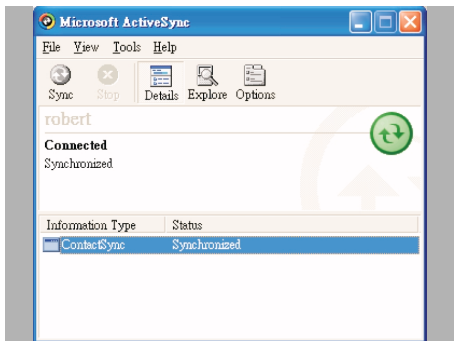 Microsoft ActiveSync
File View Tools Help
Sync Stop Details Explore Options
robert
Connected
Synchronized
Information Type Status
ContactSync Synchronized